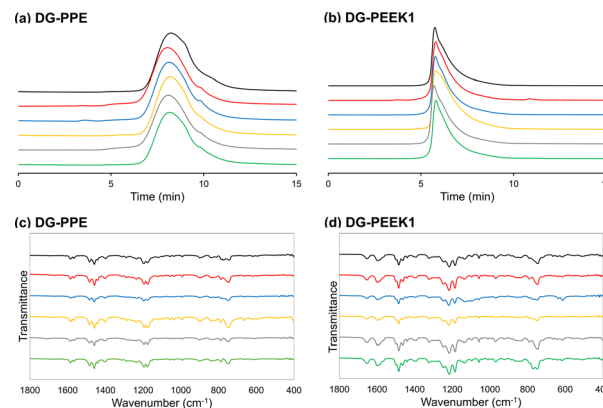 (a) DG-PPE
(b) DG-PEEK1
0 5 10 15
Time (min)
0 5 10 15
Time (min)
(c) DG-PPE
(d) DG-PEEK1
Transmittance
Transmittance
1800 1600 1400 1200 1000 800 600 400
Wavenumber (cm⁻¹)
1800 1600 1400 1200 1000 800 600 400
Wavenumber (cm⁻¹)